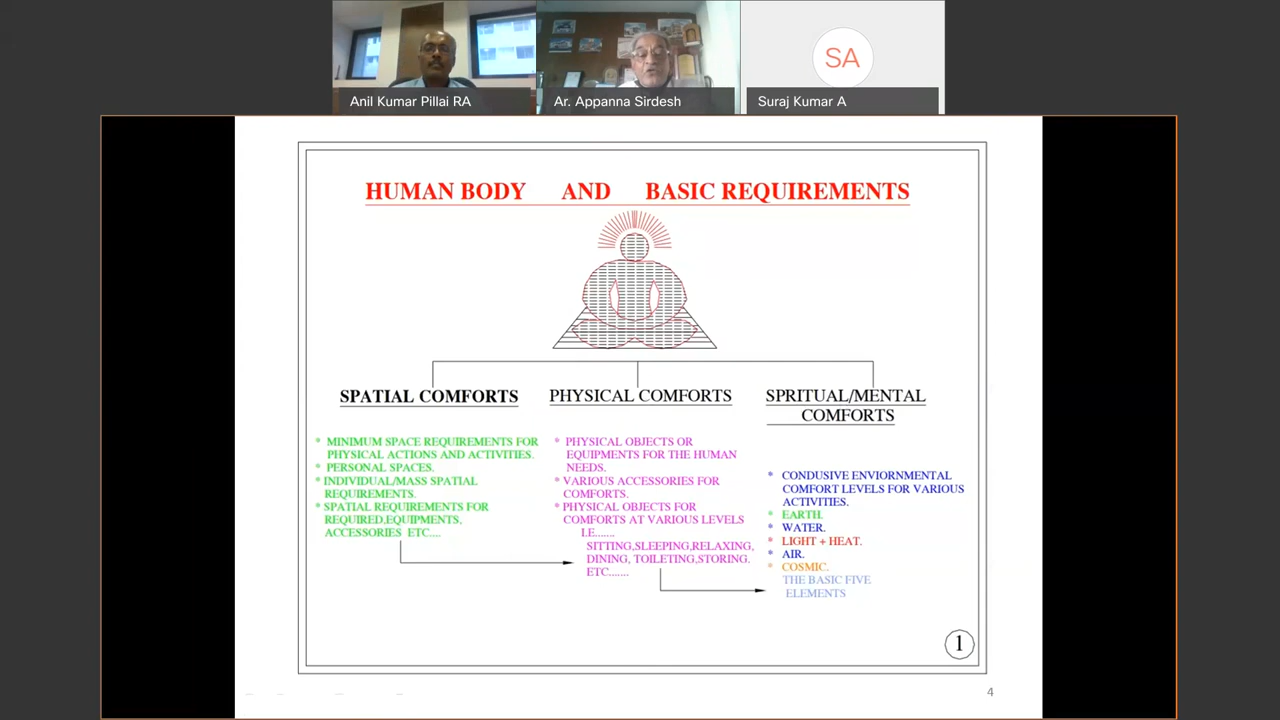 SA
Anil Kumar Pillai RA
Ar. Appanna Sirdesh
Suraj Kumar A
HUMAN BODY AND BASIC REQUIREMENTS
SPATIAL COMFORTS
* MINIMUM SPACE REQUIREMENTS FOR
PHYSICAL ACTIONS AND ACTIVITIES.
* PERSONAL SPACES.
* INDIVIDUAL/MASS SPATIAL
REQUIREMENTS.
* SPATIAL REQUIREMENTS FOR
REQUIRED,EQUIPMENTS,
ACCESSORIES ETC....
PHYSICAL COMFORTS
* PHYSICAL OBJECTS OR
EQUIPMENTS FOR THE HUMAN
NEEDS.
* VARIOUS ACCESSORIES FOR
COMFORTS.
* PHYSICAL OBJECTS FOR
COMFORTS AT VARIOUS LEVELS
I.E.......
SITTING,SLEEPING,RELAXING,
DINING, TOILETING,STORING.
ETC.......
SPRITUAL/MENTAL
COMFORTS
* CONDUSIVE ENVIORNMENTAL
COMFORT LEVELS FOR VARIOUS
ACTIVITIES.
* EARTH.
* WATER.
* LIGHT + HEAT.
* AIR.
* COSMIC.
THE BASIC FIVE
ELEMENTS
1
4